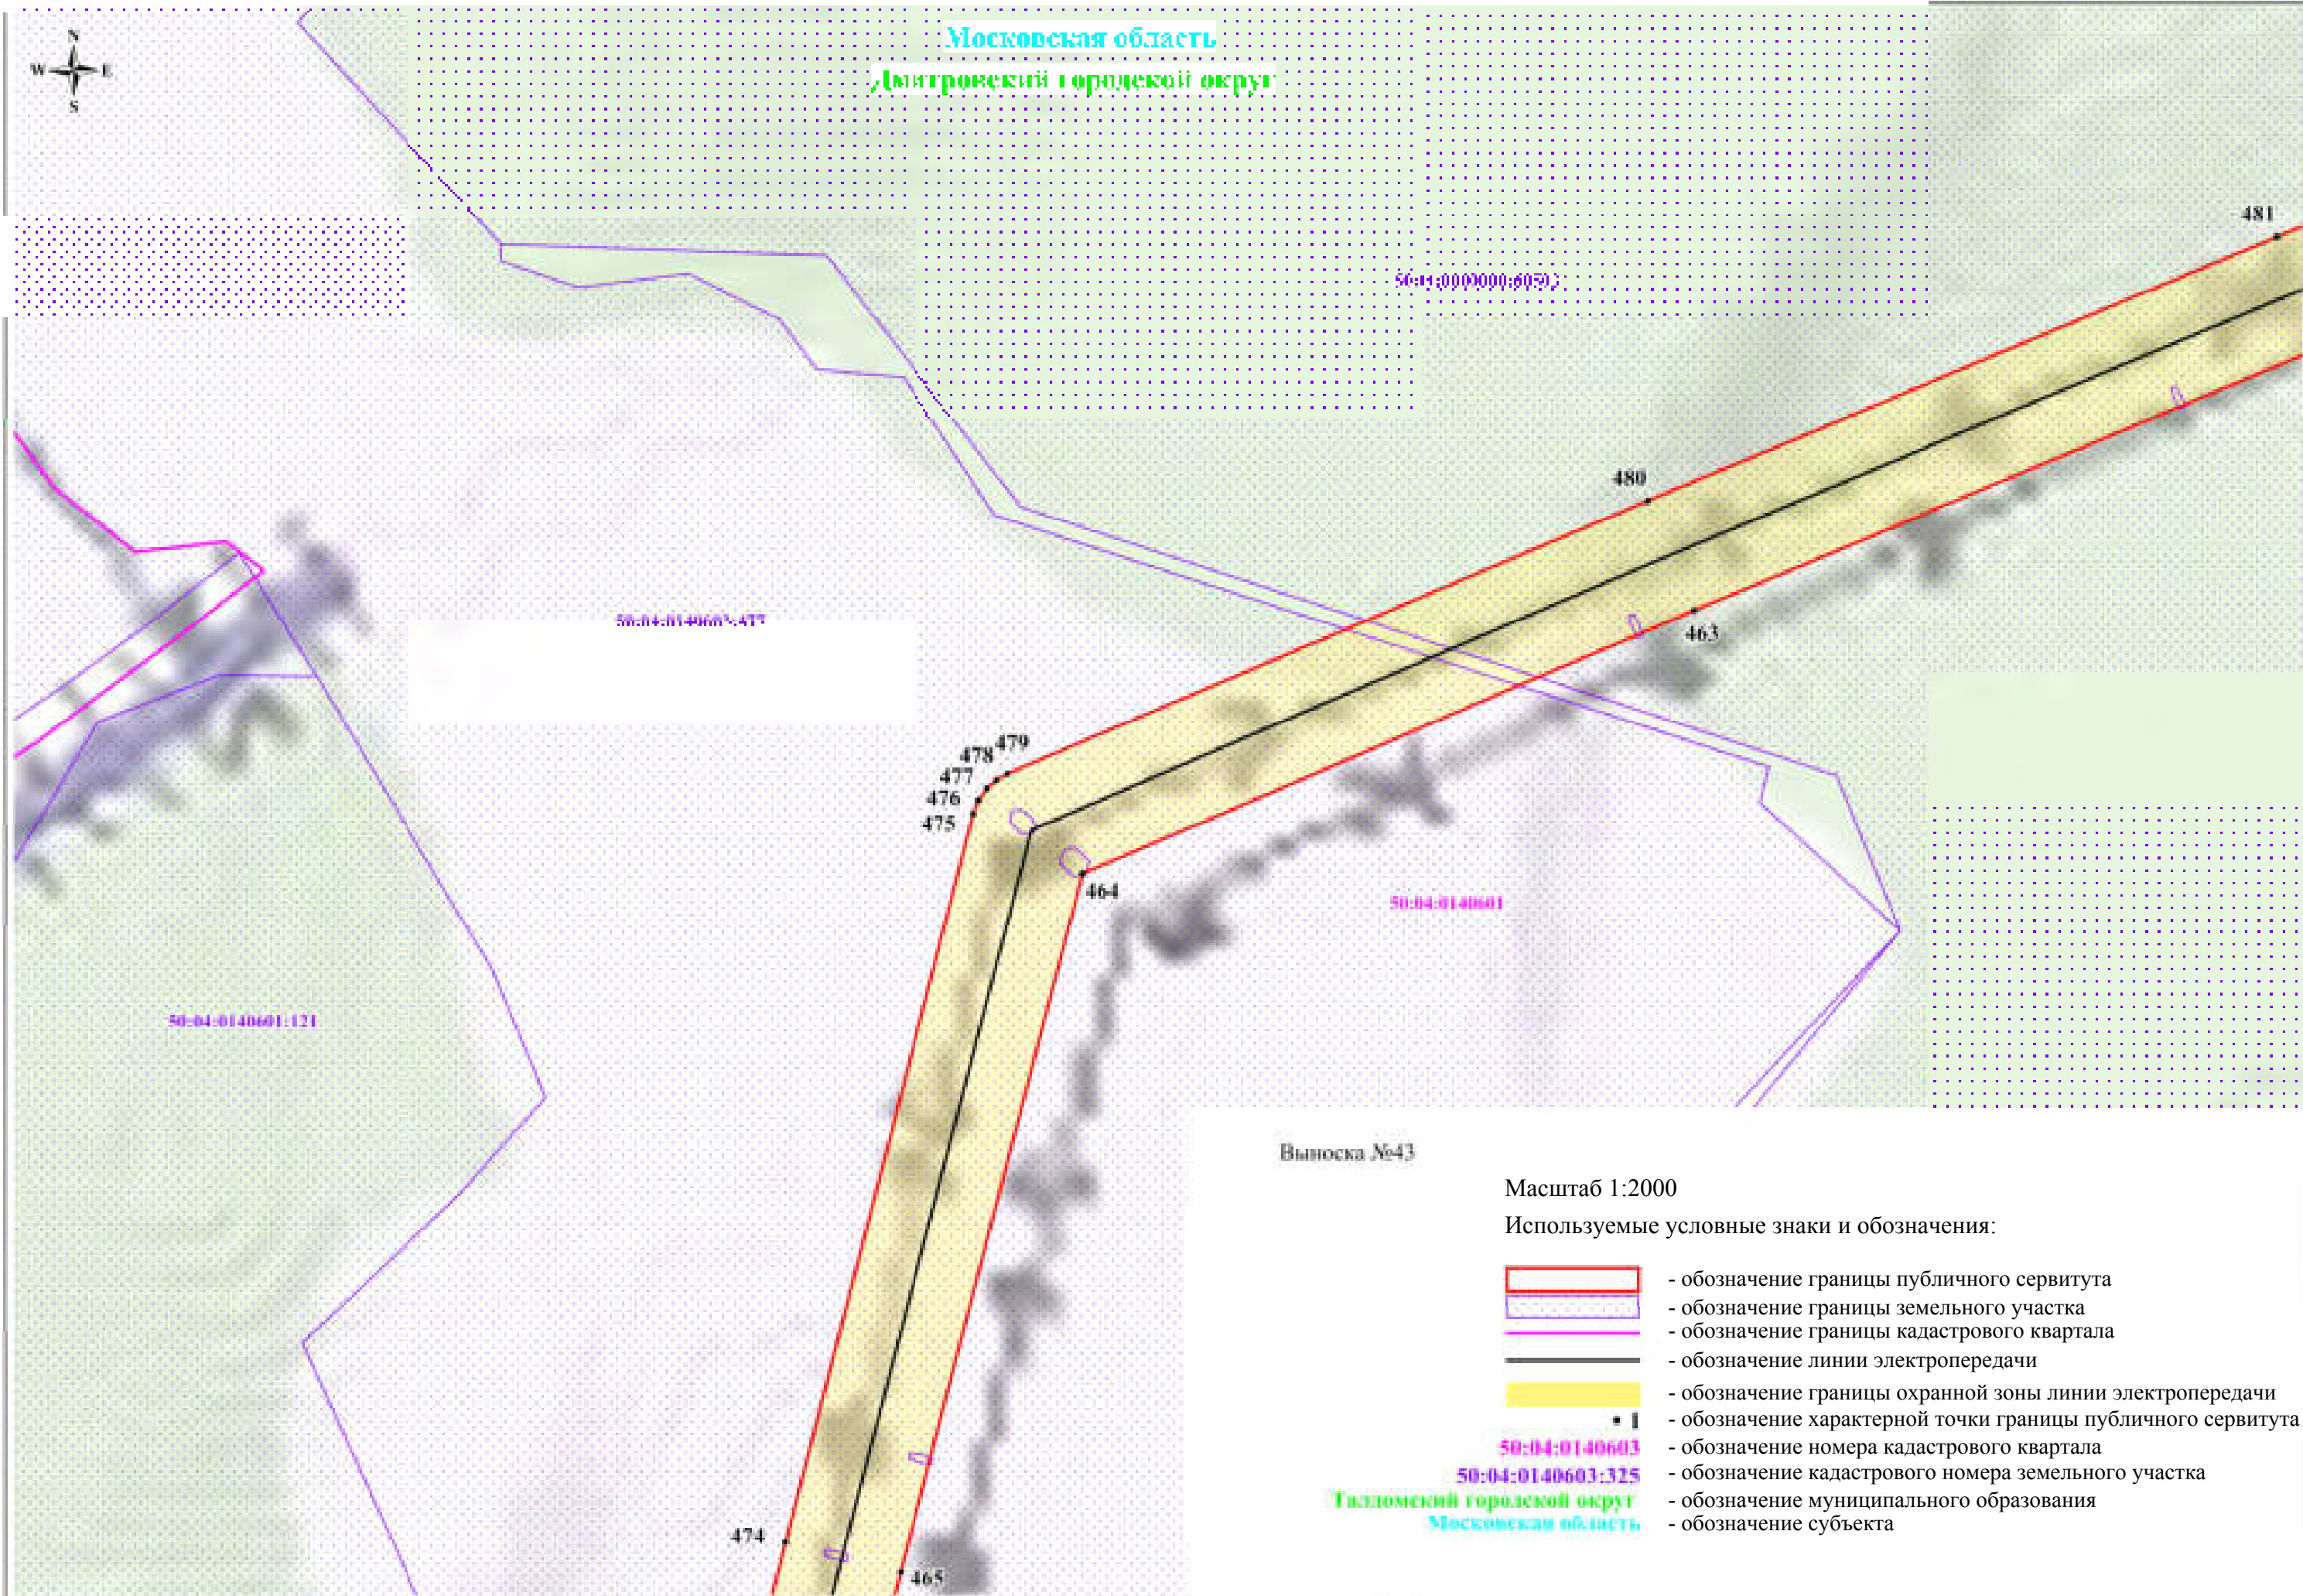 N
W E
S
Московская область
Дмитровский городской округ
481
480
463
50:04:0140603:477
479
478
477
476
475
464
50:04:0140601
50:04:0140601:121
474
465
Выноска №43
Масштаб 1:2000
Используемые условные знаки и обозначения:
- обозначение границы публичного сервитута
- обозначение границы земельного участка
- обозначение границы кадастрового квартала
- обозначение линии электропередачи
- обозначение границы охранной зоны линии электропередачи
1 - обозначение характерной точки границы публичного сервитута
50:04:0140603 - обозначение номера кадастрового квартала
50:04:0140603:325 - обозначение кадастрового номера земельного участка
Талдомский городской округ - обозначение муниципального образования
Московская область - обозначение субъекта